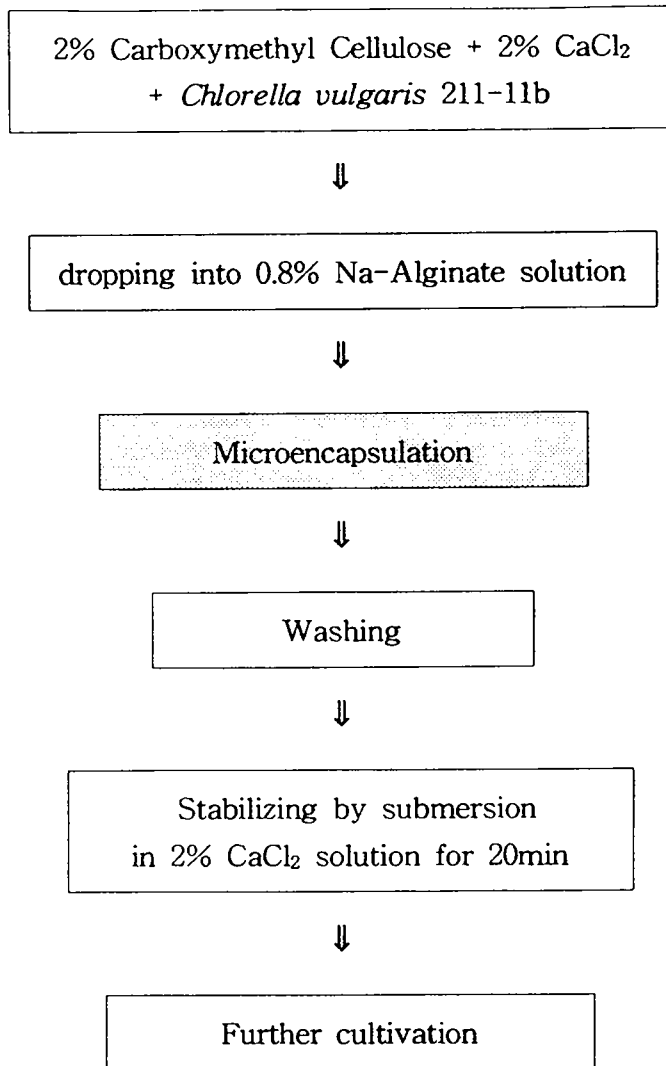 2% Carboxymethyl Cellulose + 2% CaCl₂
+ Chlorella vulgaris 211-11b
⇓
dropping into 0.8% Na-Alginate solution
⇓
Microencapsulation
⇓
Washing
⇓
Stabilizing by submersion
in 2% CaCl₂ solution for 20min
⇓
Further cultivation